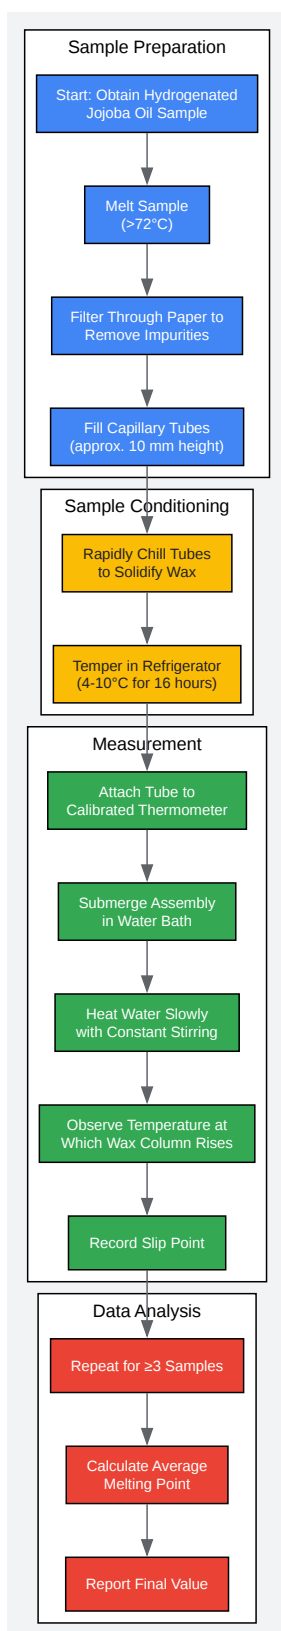 Sample Preparation
Start: Obtain Hydrogenated
Jojoba Oil Sample
Melt Sample
(>72°C)
Filter Through Paper to
Remove Impurities
Fill Capillary Tubes
(approx. 10 mm height)
Sample Conditioning
Rapidly Chill Tubes
to Solidify Wax
Temper in Refrigerator
(4-10°C for 16 hours)
Measurement
Attach Tube to
Calibrated Thermometer
Submerge Assembly
in Water Bath
Heat Water Slowly
with Constant Stirring
Observe Temperature at
Which Wax Column Rises
Record Slip Point
Data Analysis
Repeat for ≥3 Samples
Calculate Average
Melting Point
Report Final Value